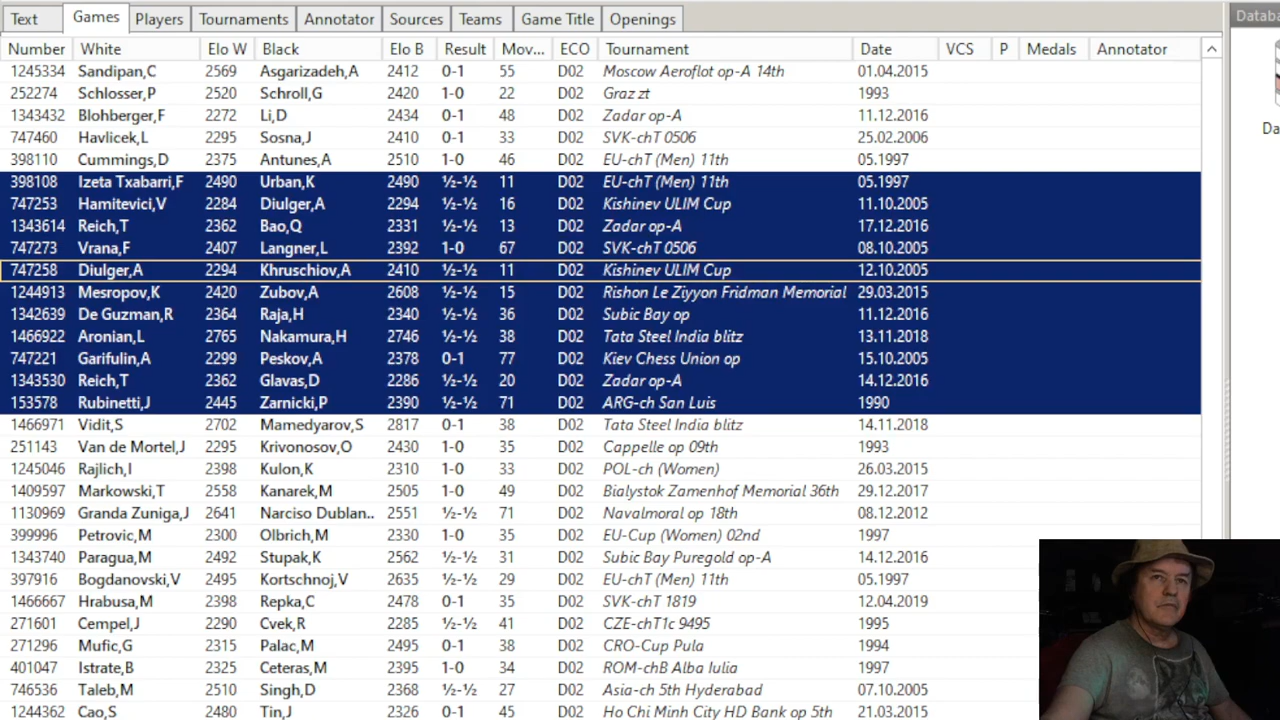 Text Games Players Tournaments Annotator Sources Teams Game Title Openings
Databa
Number White Elo W Black Elo B Result Mov... ECO Tournament Date VCS P Medals Annotator
1245334 Sandipan,C 2569 Asgarizadeh,A 2412 0-1 55 D02 Moscow Aeroflot op-A 14th 01.04.2015
252274 Schlosser,P 2520 Schroll,G 2420 1-0 22 D02 Graz zt 1993
1343432 Blohberger,F 2272 Li,D 2434 0-1 48 D02 Zadar op-A 11.12.2016
Da
747460 Havlicek,L 2295 Sosna,J 2410 0-1 33 D02 SVK-chT 0506 25.02.2006
398110 Cummings,D 2375 Antunes,A 2510 1-0 46 D02 EU-chT (Men) 11th 05.1997
398108 Izeta Txabarri,F 2490 Urban,K 2490 ½-½ 11 D02 EU-chT (Men) 11th 05.1997
747253 Hamitevici,V 2284 Diulger,A 2294 ½-½ 16 D02 Kishinev ULIM Cup 11.10.2005
1343614 Reich,T 2362 Bao,Q 2331 ½-½ 13 D02 Zadar op-A 17.12.2016
747273 Vrana,F 2407 Langner,L 2392 1-0 67 D02 SVK-chT 0506 08.10.2005
747258 Diulger,A 2294 Khruschiov,A 2410 ½-½ 11 D02 Kishinev ULIM Cup 12.10.2005
1244913 Mesropov,K 2420 Zubov,A 2608 ½-½ 15 D02 Rishon Le Ziyyon Fridman Memorial 29.03.2015
1342639 De Guzman,R 2364 Raja,H 2340 ½-½ 36 D02 Subic Bay op 11.12.2016
1466922 Aronian,L 2765 Nakamura,H 2746 ½-½ 38 D02 Tata Steel India blitz 13.11.2018
747221 Garifulin,A 2299 Peskov,A 2378 0-1 77 D02 Kiev Chess Union op 15.10.2005
1343530 Reich,T 2362 Glavas,D 2286 ½-½ 20 D02 Zadar op-A 14.12.2016
153578 Rubinetti,J 2445 Zarnicki,P 2390 ½-½ 71 D02 ARG-ch San Luis 1990
1466971 Vidit,S 2702 Mamedyarov,S 2817 0-1 38 D02 Tata Steel India blitz 14.11.2018
251143 Van de Mortel,J 2295 Krivonosov,O 2430 1-0 35 D02 Cappelle op 09th 1993
1245046 Rajlich,I 2398 Kulon,K 2310 1-0 33 D02 POL-ch (Women) 26.03.2015
1409597 Markowski,T 2558 Kanarek,M 2505 1-0 49 D02 Bialystok Zamenhof Memorial 36th 29.12.2017
1130969 Granda Zuniga,J 2641 Narciso Dublan.. 2551 ½-½ 71 D02 Navalmoral op 18th 08.12.2012
399996 Petrovic,M 2300 Olbrich,M 2330 1-0 35 D02 EU-Cup (Women) 02nd 1997
1343740 Paragua,M 2492 Stupak,K 2562 ½-½ 31 D02 Subic Bay Puregold op-A 14.12.2016
397916 Bogdanovski,V 2495 Kortschnoj,V 2635 ½-½ 29 D02 EU-chT (Men) 11th 05.1997
1466667 Hrabusa,M 2398 Repka,C 2478 0-1 35 D02 SVK-chT 1819 12.04.2019
271601 Cempel,J 2290 Cvek,R 2285 ½-½ 41 D02 CZE-chT1c 9495 1995
271296 Mufic,G 2315 Palac,M 2495 0-1 38 D02 CRO-Cup Pula 1994
401047 Istrate,B 2325 Ceteras,M 2395 1-0 34 D02 ROM-chB Alba Iulia 1997
746536 Taleb,M 2510 Singh,D 2368 ½-½ 27 D02 Asia-ch 5th Hyderabad 07.10.2005
1244362 Cao,S 2480 Tin,J 2326 0-1 45 D02 Ho Chi Minh City HD Bank op 5th 21.03.2015